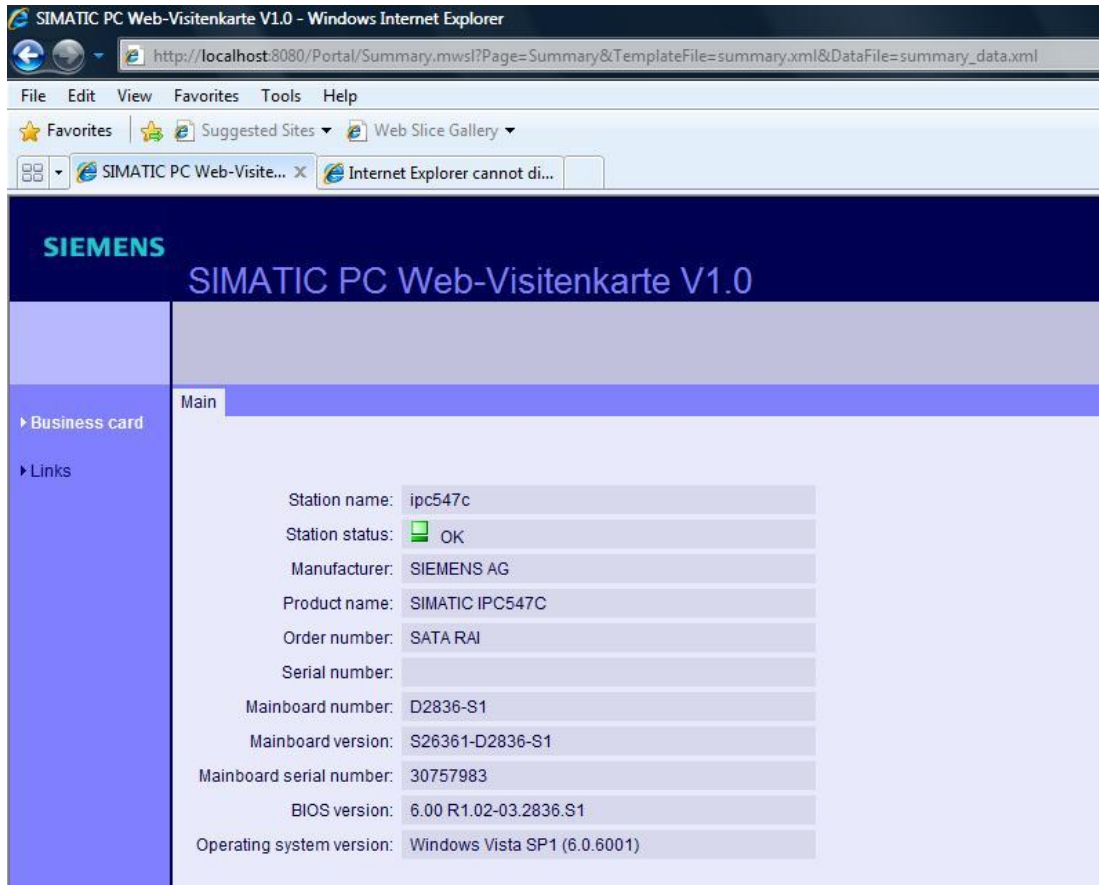 SIMATIC PC Web-Visitenkarte V1.0 - Windows Internet Explorer
http://localhost:8080/Portal/Summary.mwsl?Page=Summary&TemplateFile=summary.xml&DataFile=summary_data.xml
File Edit View Favorites Tools Help
Favorites Suggested Sites Web Slice Gallery
SIMATIC PC Web-Visite... X Internet Explorer cannot di...
SIEMENS
SIMATIC PC Web-Visitenkarte V1.0
Main
Business card
Links
Station name: ipc547c
Station status: OK
Manufacturer: SIEMENS AG
Product name: SIMATIC IPC547C
Order number: SATA RAI
Serial number:
Mainboard number: D2836-S1
Mainboard version: S26361-D2836-S1
Mainboard serial number: 30757983
BIOS version: 6.00 R1.02-03.2836.S1
Operating system version: Windows Vista SP1 (6.0.6001)